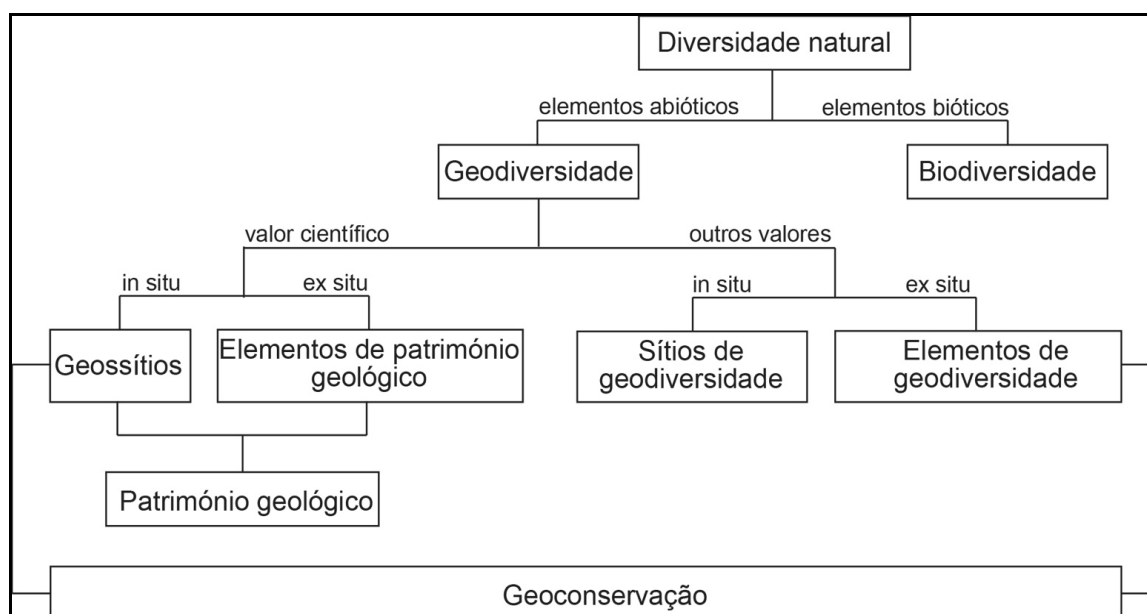 Diversidade natural
elementos abióticos
elementos bióticos
Geodiversidade
Biodiversidade
valor científico
outros valores
in situ
ex situ
in situ
ex situ
Geossítios
Elementos de património
geológico
Sítios de
geodiversidade
Elementos de
geodiversidade
Património geológico
Geoconservação